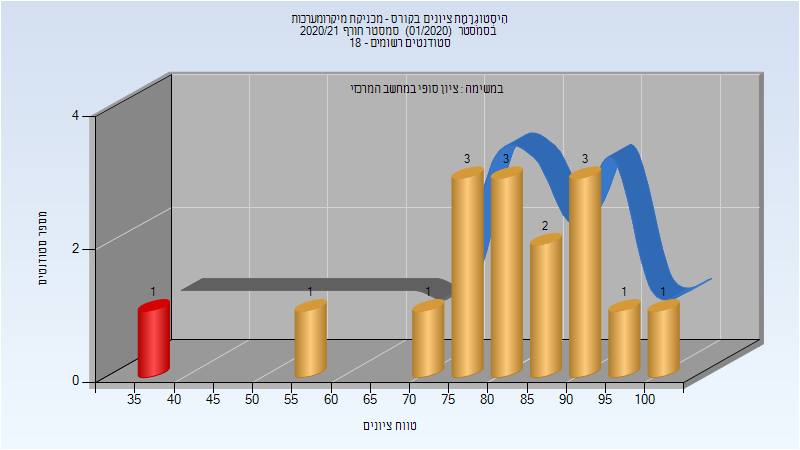 היסטוגרמת ציונים בקורס - מכניקת מיקרומערכות
בסמסטר (01/2020) סמסטר חורף 2020/21
סטודנטים רשומים - 18
במשימה : ציון סופי במחשב המרכזי
4
2
0
מספר סטודנטים
1
1
1
3
3
2
3
1
1
35 40 45 50 55 60 65 70 75 80 85 90 95 100
טווח ציונים